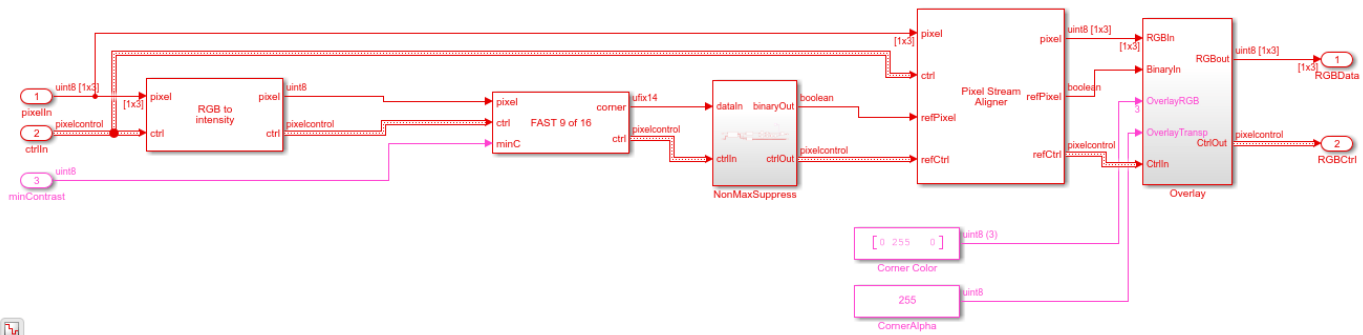 1
pixelIn
uint8 [1x3]
[1x3]
2
ctrlIn
pixelcontrol
3
minContrast
uint8
pixel
ctrl
RGB to
intensity
pixel
ctrl
uint8
pixelcontrol
pixel
ctrl
minC
FAST 9 of 16
corner
ctrl
ufix14
pixelcontrol
dataIn
ctrlIn
binaryOut
ctrlOut
NonMaxSuppress
boolean
pixelcontrol
[1x3]
pixel
ctrl
refPixel
refCtrl
Pixel Stream
Aligner
pixel
refPixel
refCtrl
uint8 [1x3]
[1x3]
boolean
3
pixelcontrol
RGBIn
BinaryIn
OverlayRGB
OverlayTransp
CtrlIn
RGBout
CtrlOut
Overlay
uint8 [1x3]
[1x3]
pixelcontrol
1
RGBData
2
RGBCtrl
[0 255 0]
Corner Color
uint8 (3)
255
CornerAlpha
uint8